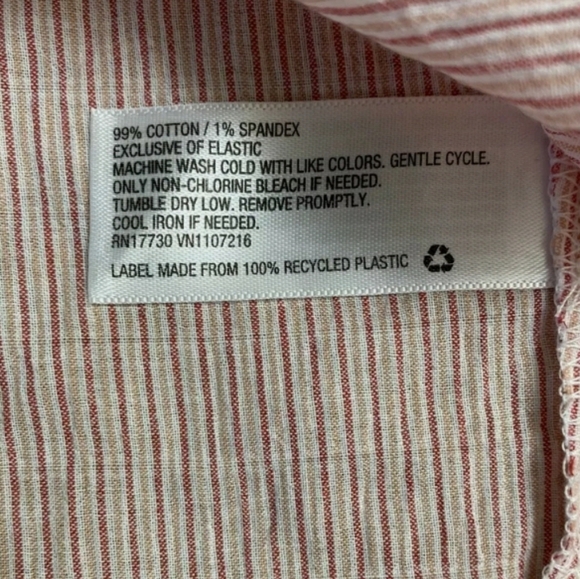 99% COTTON / 1% SPANDEX
EXCLUSIVE OF ELASTIC
MACHINE WASH COLD WITH LIKE COLORS. GENTLE CYCLE.
ONLY NON-CHLORINE BLEACH IF NEEDED.
TUMBLE DRY LOW. REMOVE PROMPTLY.
COOL IRON IF NEEDED.
RN17730 VN1107216
LABEL MADE FROM 100% RECYCLED PLASTIC